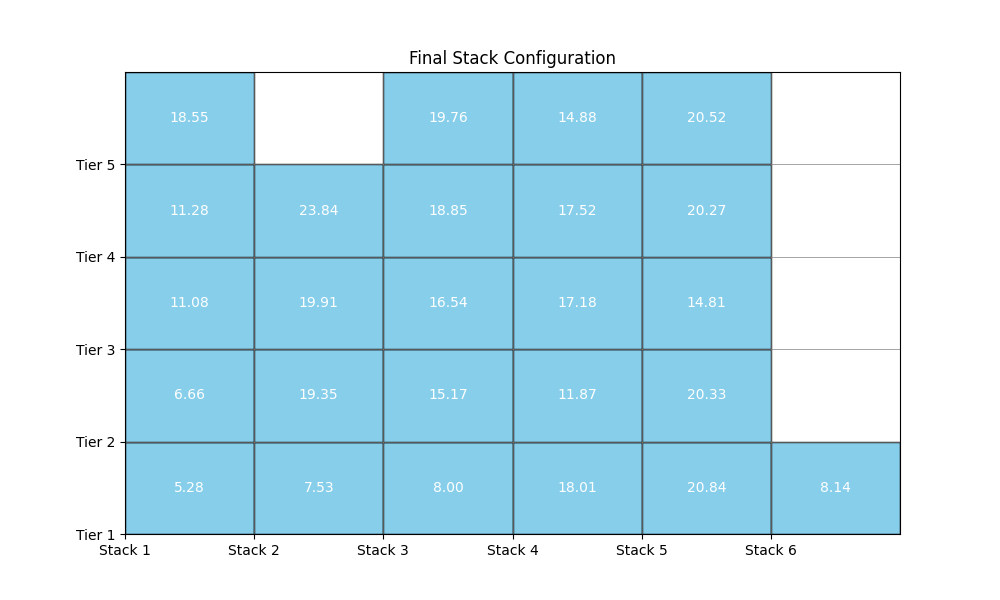 Final Stack Configuration
18.55 19.76 14.88 20.52
Tier 5
11.28 23.84 18.85 17.52 20.27
Tier 4
11.08 19.91 16.54 17.18 14.81
Tier 3
6.66 19.35 15.17 11.87 20.33
Tier 2
5.28 7.53 8.00 18.01 20.84 8.14
Tier 1
Stack 1 Stack 2 Stack 3 Stack 4 Stack 5 Stack 6